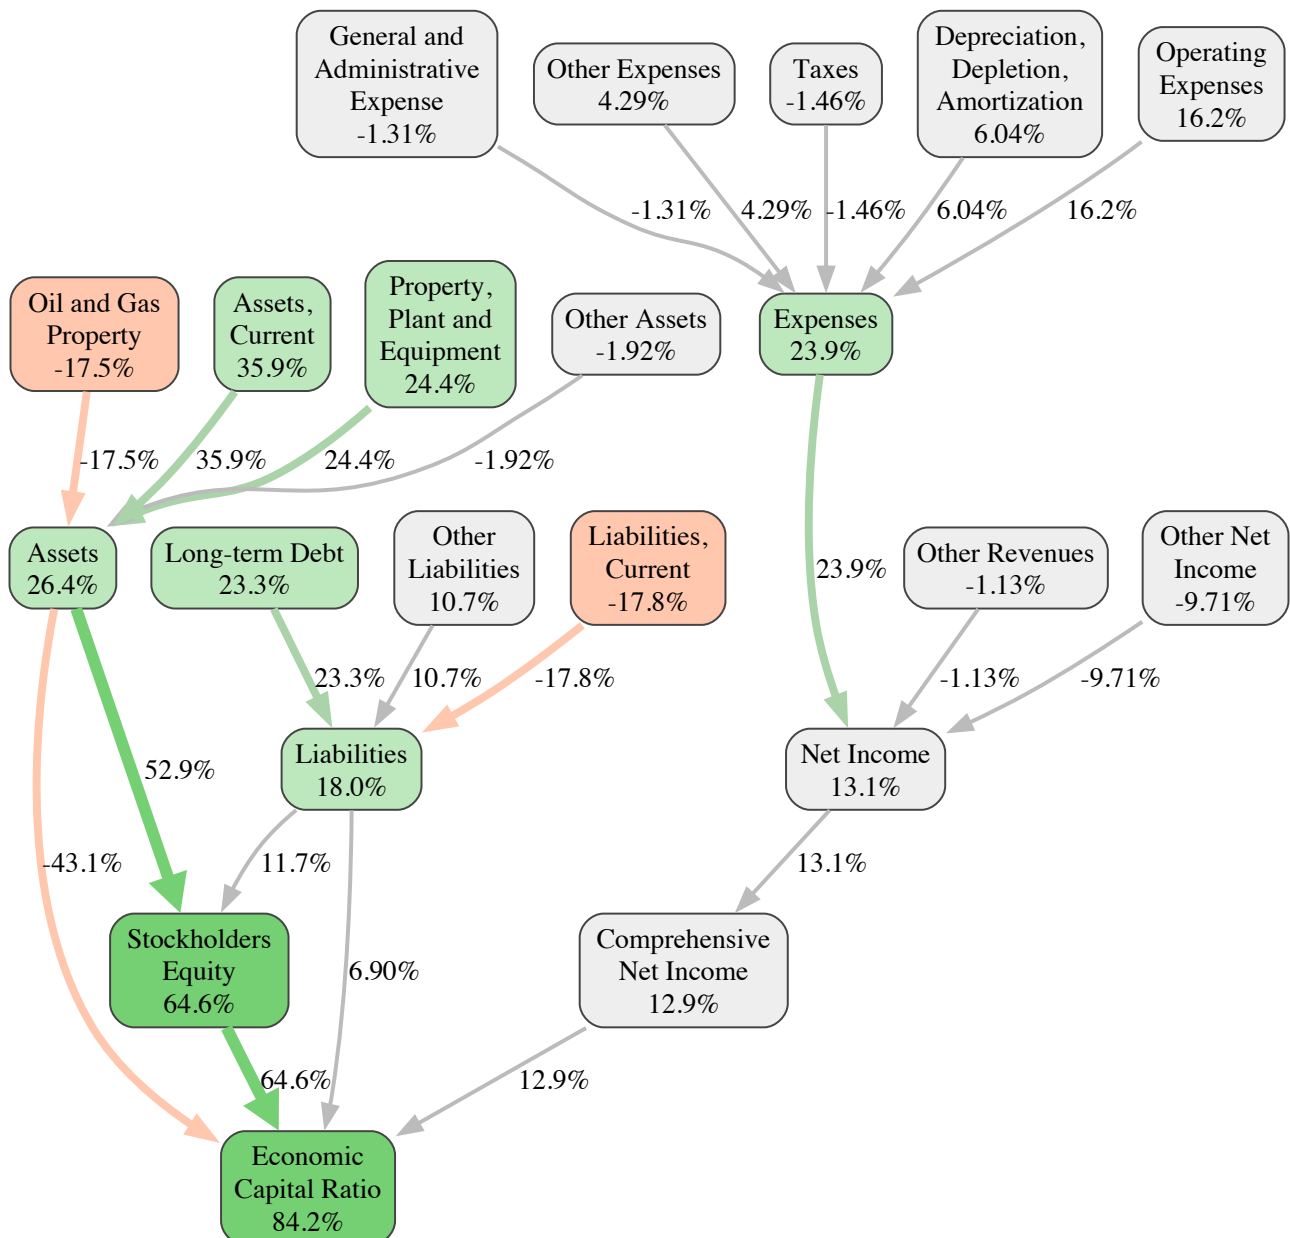 General and
Administrative
Expense
-1.31%
Other Expenses
4.29%
Taxes
-1.46%
Depreciation,
Depletion,
Amortization
6.04%
Operating
Expenses
16.2%
-1.31%
4.29%
-1.46%
6.04%
16.2%
Oil and Gas
Property
-17.5%
Assets,
Current
35.9%
Property,
Plant and
Equipment
24.4%
Other Assets
-1.92%
Expenses
23.9%
-17.5%
35.9%
24.4%
-1.92%
Assets
26.4%
Long-term Debt
23.3%
Other
Liabilities
10.7%
Liabilities,
Current
-17.8%
23.9%
Other Revenues
-1.13%
Other Net
Income
-9.71%
23.3%
10.7%
-17.8%
-1.13%
-9.71%
52.9%
Liabilities
18.0%
Net Income
13.1%
-43.1%
11.7%
13.1%
Stockholders
Equity
64.6%
6.90%
Comprehensive
Net Income
12.9%
64.6%
12.9%
Economic
Capital Ratio
84.2%